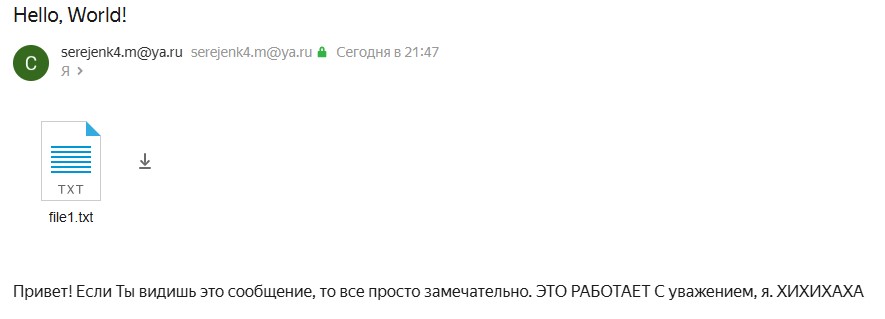 Hello, World!
С
serejenk4.m@ya.ru serejenk4.m@ya.ru Сегодня в 21:47
Я
TXT
file1.txt
Привет! Если Ты видишь это сообщение, то все просто замечательно. ЭТО РАБОТАЕТ С уважением, я. ХИХИХАХА